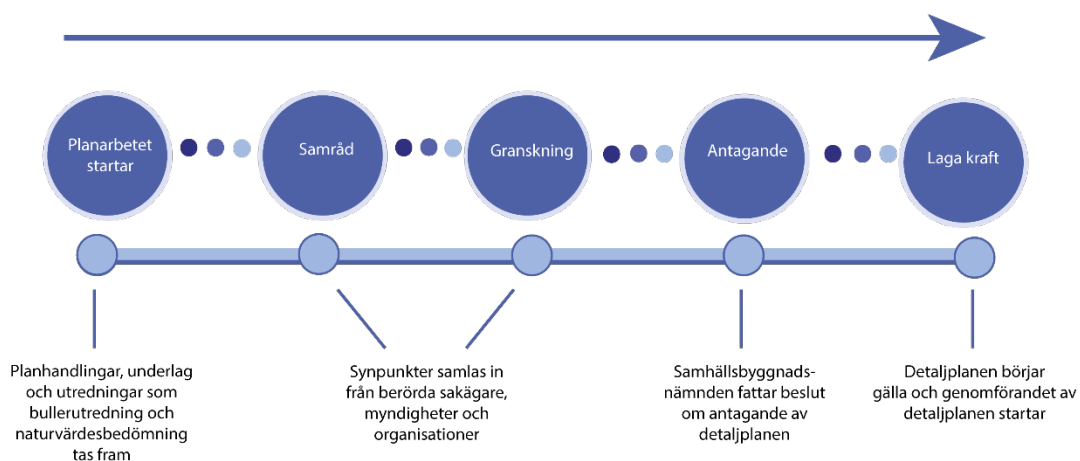 Planarbetet
startar
Samråd
Granskning
Antagande
Laga kraft
Planhandlingar, underlag
och utredningar som
bullerutredning och
naturvärdesbedömning
tas fram
Synpunkter samlas in
från berörda sakägare,
myndigheter och
organisationer
Samhällsbyggnads-
nämnden fattar beslut
om antagande av
detaljplanen
Detaljplanen börjar
gälla och genomförandet av
detaljplanen startar